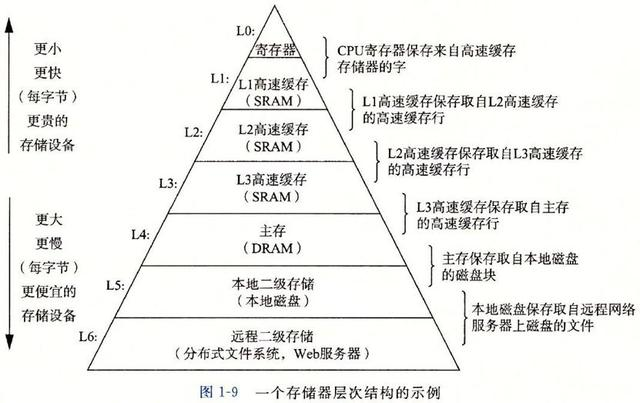 更小
更快
(每字节)
更贵的
存储设备
更大
更慢
(每字节)
更便宜的
存储设备
L0:
寄存器
CPU寄存器保存来自高速缓存
存储器的字
L1:
L1高速缓存
(SRAM)
L1高速缓存保存取自L2高速缓存
的高速缓存行
L2:
L2高速缓存
(SRAM)
L2高速缓存保存取自L3高速缓存
的高速缓存行
L3:
L3高速缓存
(SRAM)
L3高速缓存保存取自主存
的高速缓存行
L4:
主存
(DRAM)
主存保存取自本地磁盘
的磁盘块
L5:
本地二级存储
(本地磁盘)
本地磁盘保存取自远程网络
服务器上磁盘的文件
L6:
远程二级存储
(分布式文件系统，Web服务器)
图 1-9 一个存储器层次结构的示例